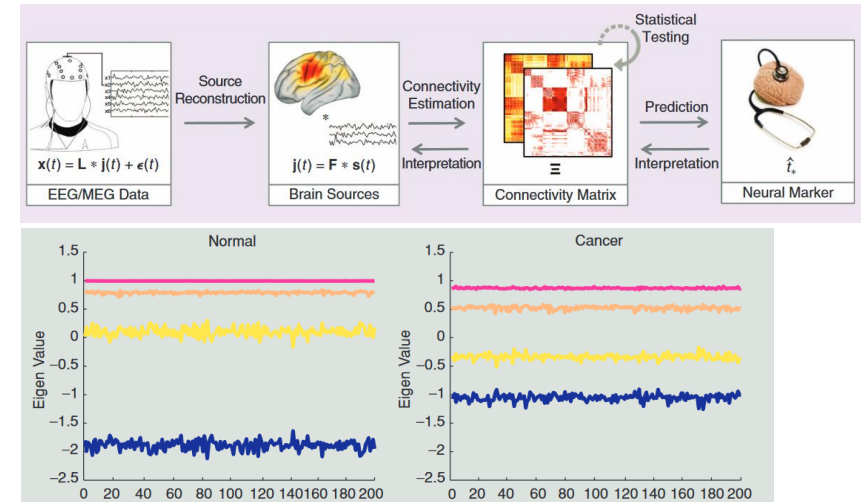 Statistical
Testing
Source
Reconstruction
Connectivity
Estimation
Prediction
Interpretation
Interpretation
x(t) = L * j(t) + ϵ(t)
EEG/MEG Data
*
j(t) = F * s(t)
Brain Sources
Ξ
Connectivity Matrix
t̂*
Neural Marker
Normal
Eigen Value
1.5
1
0.5
0
−0.5
−1
−1.5
−2
−2.5
0 20 40 60 80 100 120 140160 180 200
Cancer
Eigen Value
1.5
1
0.5
0
−0.5
−1
−1.5
−2
−2.5
0 20 40 60 80 100 120 140 160 180 200